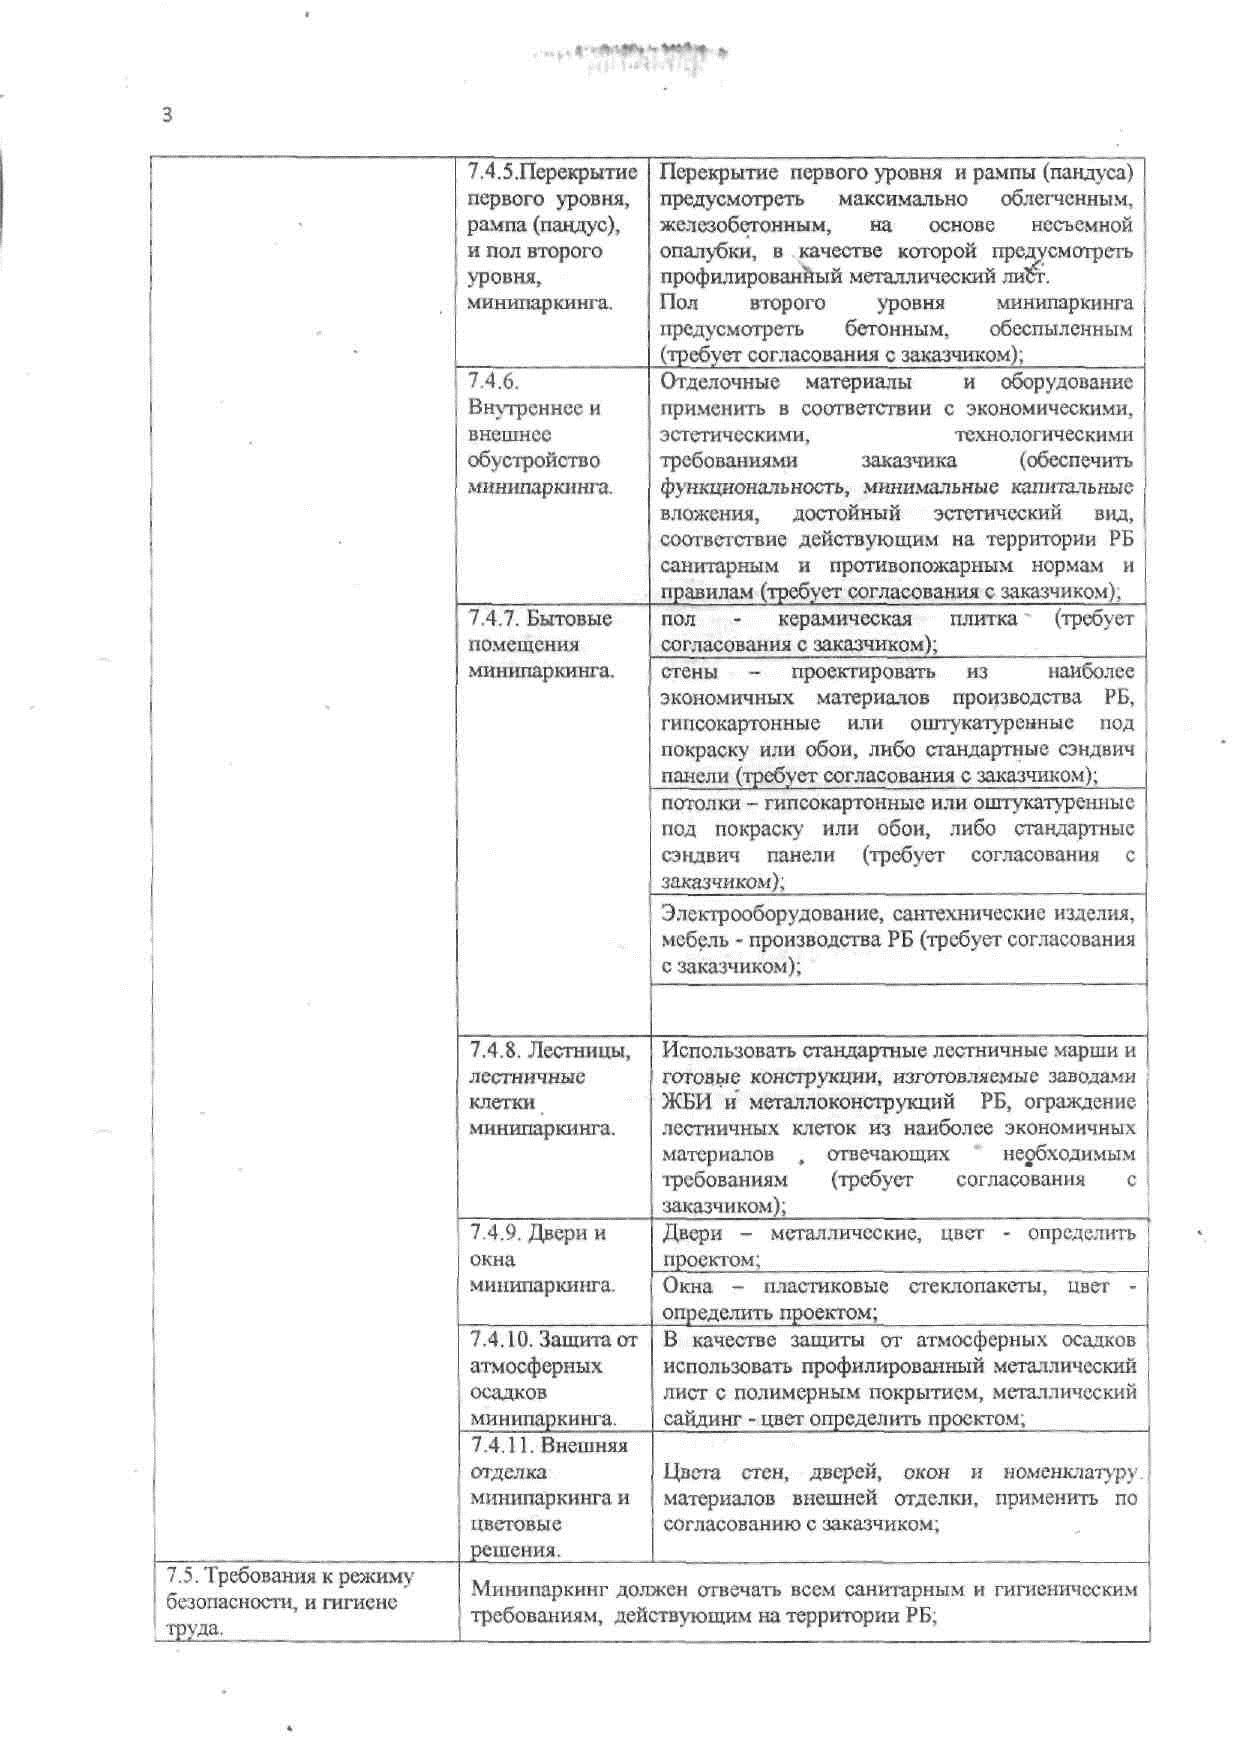 3
7.4.5.Перекрытие
первого уровня,
рампа (пандус),
и пол второго
уровня,
минипаркинга.
Перекрытие первого уровня и рампы (пандуса)
предусмотреть максимально облегченным,
железобетонным, на основе несъемной
опалубки, в качестве которой предусмотреть
профилированный металлический лист.
Пол второго уровня минипаркинга
предусмотреть бетонным, обеспыленным
(требует согласования с заказчиком);
7.4.6.
Внутреннее и
внешнее
обустройство
минипаркинга.
Отделочные материалы и оборудование
применить в соответствии с экономическими,
эстетическими, технологическими
требованиями заказчика (обеспечить
функциональность, минимальные капитальные
вложения, достойный эстетический вид,
соответствие действующим на территории РБ
санитарным и противопожарным нормам и
правилам (требует согласования с заказчиком);
7.4.7. Бытовые
помещения
минипаркинга.
пол - керамическая плитка (требует
согласования с заказчиком);
стены – проектировать из наиболее
экономичных материалов производства РБ,
гипсокартонные или оштукатуренные под
покраску или обои, либо стандартные сэндвич
панели (требует согласования с заказчиком);
потолки – гипсокартонные или оштукатуренные
под покраску или обои, либо стандартные
сэндвич панели (требует согласования с
заказчиком);
Электрооборудование, сантехнические изделия,
мебель - производства РБ (требует согласования
с заказчиком);
7.4.8. Лестницы,
лестничные
клетки
минипаркинга.
Использовать стандартные лестничные марши и
готовые конструкции, изготовляемые заводами
ЖБИ и металлоконструкций РБ, ограждение
лестничных клеток из наиболее экономичных
материалов , отвечающих необходимым
требованиям (требует согласования с
заказчиком);
7.4.9. Двери и
окна
минипаркинга.
Двери – металлические, цвет - определить
проектом;
Окна – пластиковые стеклопакеты, цвет -
определить проектом;
7.4.10. Защита от
атмосферных
осадков
минипаркинга.
В качестве защиты от атмосферных осадков
использовать профилированный металлический
лист с полимерным покрытием, металлический
сайдинг - цвет определить проектом;
7.4.11. Внешняя
отделка
минипаркинга и
цветовые
решения.
Цвета стен, дверей, окон и номенклатуру
материалов внешней отделки, применить по
согласованию с заказчиком;
7.5. Требования к режиму
безопасности, и гигиене
труда.
Минипаркинг должен отвечать всем санитарным и гигиеническим
требованиям, действующим на территории РБ;